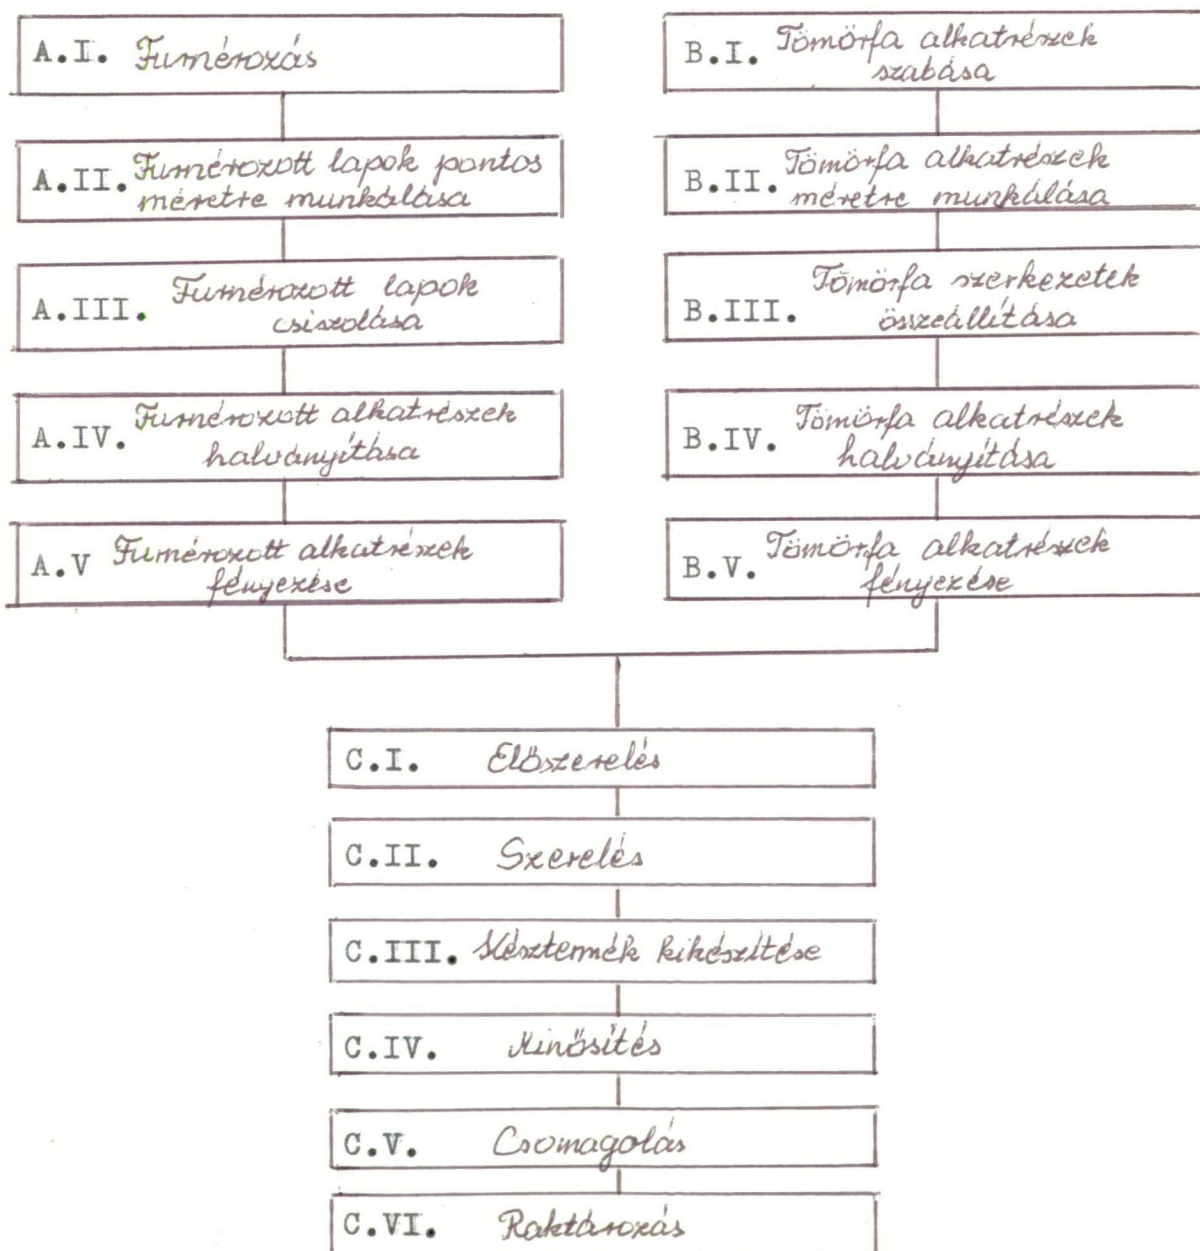 A.I. Furnérozás
A.II. Furnérozott lapok pontos
méretre munkálása
A.III. Furnérozott lapok
csiszolása
A.IV. Furnérozott alkatrészek
halványítása
A.V Furnérozott alkatrészek
fényezése
B.I. Tömörfa alkatrészek
szabása
B.II. Tömörfa alkatrészek
méretre munkálása
B.III. Tömörfa szerkezetek
összeállítása
B.IV. Tömörfa alkatrészek
halványítása
B.V. Tömörfa alkatrészek
fényezése
C.I. Előszerelés
C.II. Szerelés
C.III. Késztermék kikészítése
C.IV. Minősítés
C.V. Csomagolás
C.VI. Raktározás